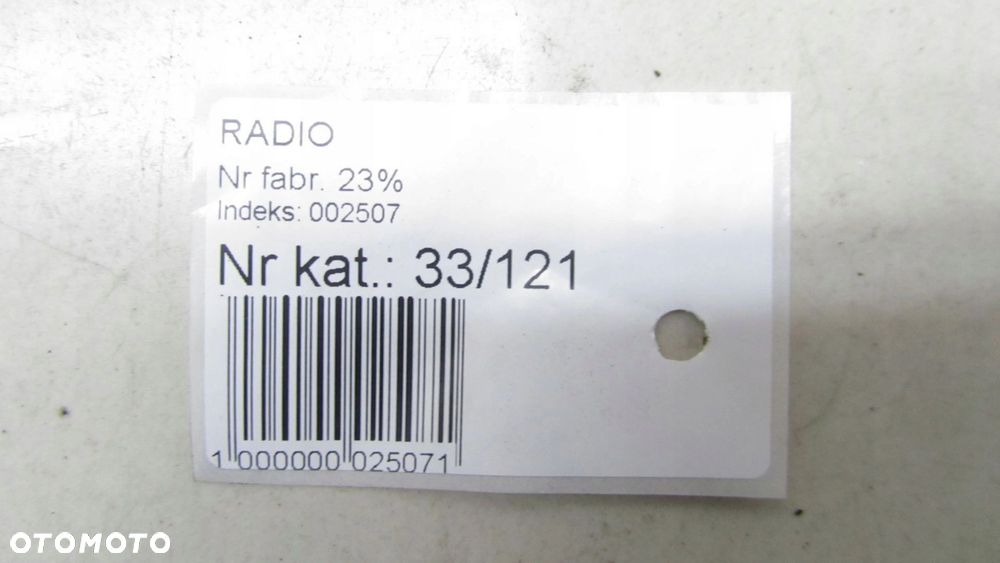 RADIO
Nr fabr. 23%
Indeks: 002507
Nr kat.: 33/121
1 000000 025071
OTOMOTO